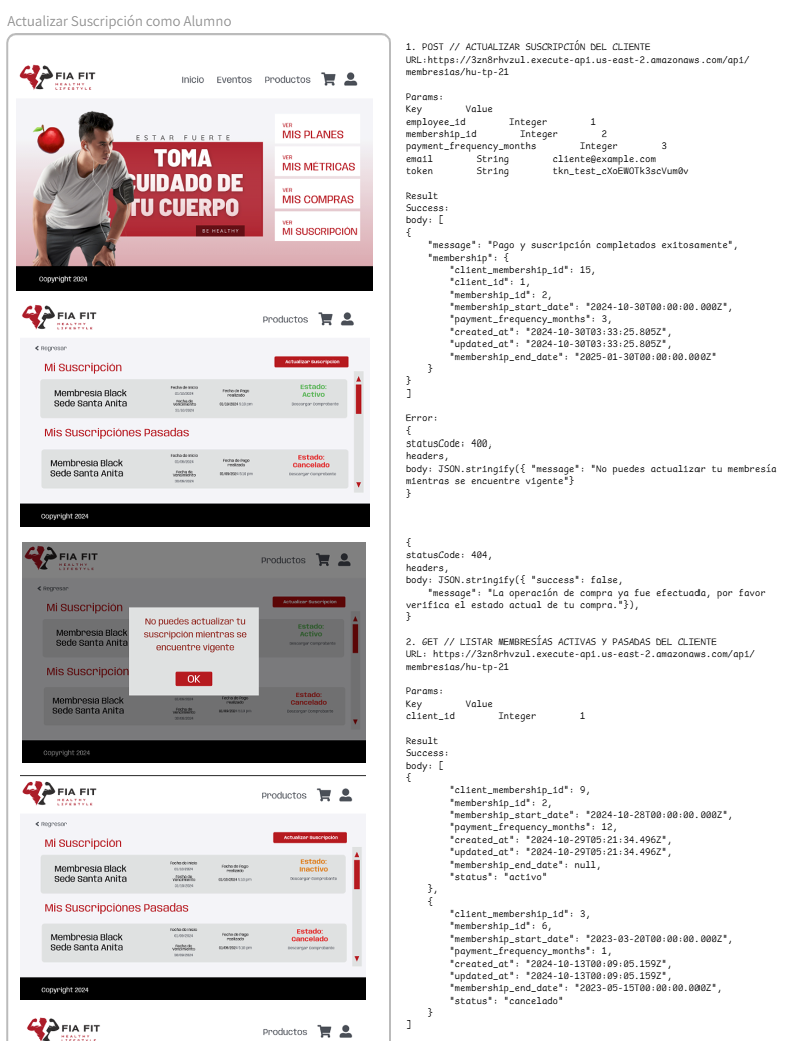 Actualizar Suscripción como Alumno
FIA FIT
HEALTHY
LIFESTYLE
Inicio Eventos Productos
ESTAR FUERTE
TOMA
CUIDADO DE
TU CUERPO
BE HEALTHY
VER
MIS PLANES
VER
MIS MÉTRICAS
VER
MIS COMPRAS
VER
MI SUSCRIPCIÓN
Copyright 2024
FIA FIT
HEALTHY
LIFESTYLE
Productos
Regresar
Mi Suscripción
Actualizar Suscripción
Membresia Black
Sede Santa Anita
Fecha de Inicio
Fecha de
vencimiento
Fecha de Pago
realizado
Estado:
Activo
Descargar Comprobante
Mis Suscripciónes Pasadas
Membresia Black
Sede Santa Anita
Fecha de Inicio
Fecha de
vencimiento
Fecha de Pago
realizado
Estado:
Cancelado
Descargar Comprobante
Copyright 2024
FIA FIT
HEALTHY
LIFESTYLE
Productos
Regresar
Mi Suscripción
Actualizar Suscripción
Membresia Black
Sede Santa Anita
Estado:
Activo
Descargar Comprobante
No puedes actualizar tu
suscripción mientras se
encuentre vigente
OK
Mis Suscripción
Membresia Black
Sede Santa Anita
Estado:
Cancelado
Descargar Comprobante
Copyright 2024
FIA FIT
HEALTHY
LIFESTYLE
Productos
Regresar
Mi Suscripción
Actualizar Suscripción
Membresia Black
Sede Santa Anita
Fecha de Inicio
Fecha de
vencimiento
Fecha de Pago
realizado
Estado:
Inactivo
Descargar Comprobante
Mis Suscripciónes Pasadas
Membresia Black
Sede Santa Anita
Fecha de Inicio
Fecha de
vencimiento
Fecha de Pago
realizado
Estado:
Cancelado
Descargar Comprobante
Copyright 2024
FIA FIT
HEALTHY
Productos
1. POST // ACTUALIZAR SUSCRIPCIÓN DEL CLIENTE
URL:https://3zn8rhvzul.execute-api.us-east-2.amazonaws.com/api/
membresias/hu-tp-21
Params:
Key Value
employee_id Integer 1
membership_id Integer 2
payment_frequency_months Integer 3
email String cliente@example.com
token String tkn_test_cXoEWOTk3scVum0v
Result
Success:
body: [
{
"message": "Pago y suscripción completados exitosamente",
"membership": {
"client_membership_id": 15,
"client_id": 1,
"membership_id": 2,
"membership_start_date": "2024-10-30T00:00:00.000Z",
"payment_frequency_months": 3,
"created_at": "2024-10-30T03:33:25.805Z",
"updated_at": "2024-10-30T03:33:25.805Z",
"membership_end_date": "2025-01-30T00:00:00.000Z"
}
}
]
Error:
{
statusCode: 400,
headers,
body: JSON.stringify({ "message": "No puedes actualizar tu membresía
mientras se encuentre vigente"}
}
{
statusCode: 404,
headers,
body: JSON.stringify({ "success": false,
"message": "La operación de compra ya fue efectuada, por favor
verifica el estado actual de tu compra."}),
}
2. GET // LISTAR MEMBRESÍAS ACTIVAS Y PASADAS DEL CLIENTE
URL: https://3zn8rhvzul.execute-api.us-east-2.amazonaws.com/api/
membresias/hu-tp-21
Params:
Key Value
client_id Integer 1
Result
Success:
body: [
{
"client_membership_id": 9,
"membership_id": 2,
"membership_start_date": "2024-10-28T00:00:00.000Z",
"payment_frequency_months": 12,
"created_at": "2024-10-29T05:21:34.496Z",
"updated_at": "2024-10-29T05:21:34.496Z",
"membership_end_date": null,
"status": "activo"
},
{
"client_membership_id": 3,
"membership_id": 6,
"membership_start_date": "2023-03-20T00:00:00.000Z",
"payment_frequency_months": 1,
"created_at": "2024-10-13T00:09:05.159Z",
"updated_at": "2024-10-13T00:09:05.159Z",
"membership_end_date": "2023-05-15T00:00:00.000Z",
"status": "cancelado"
}
]